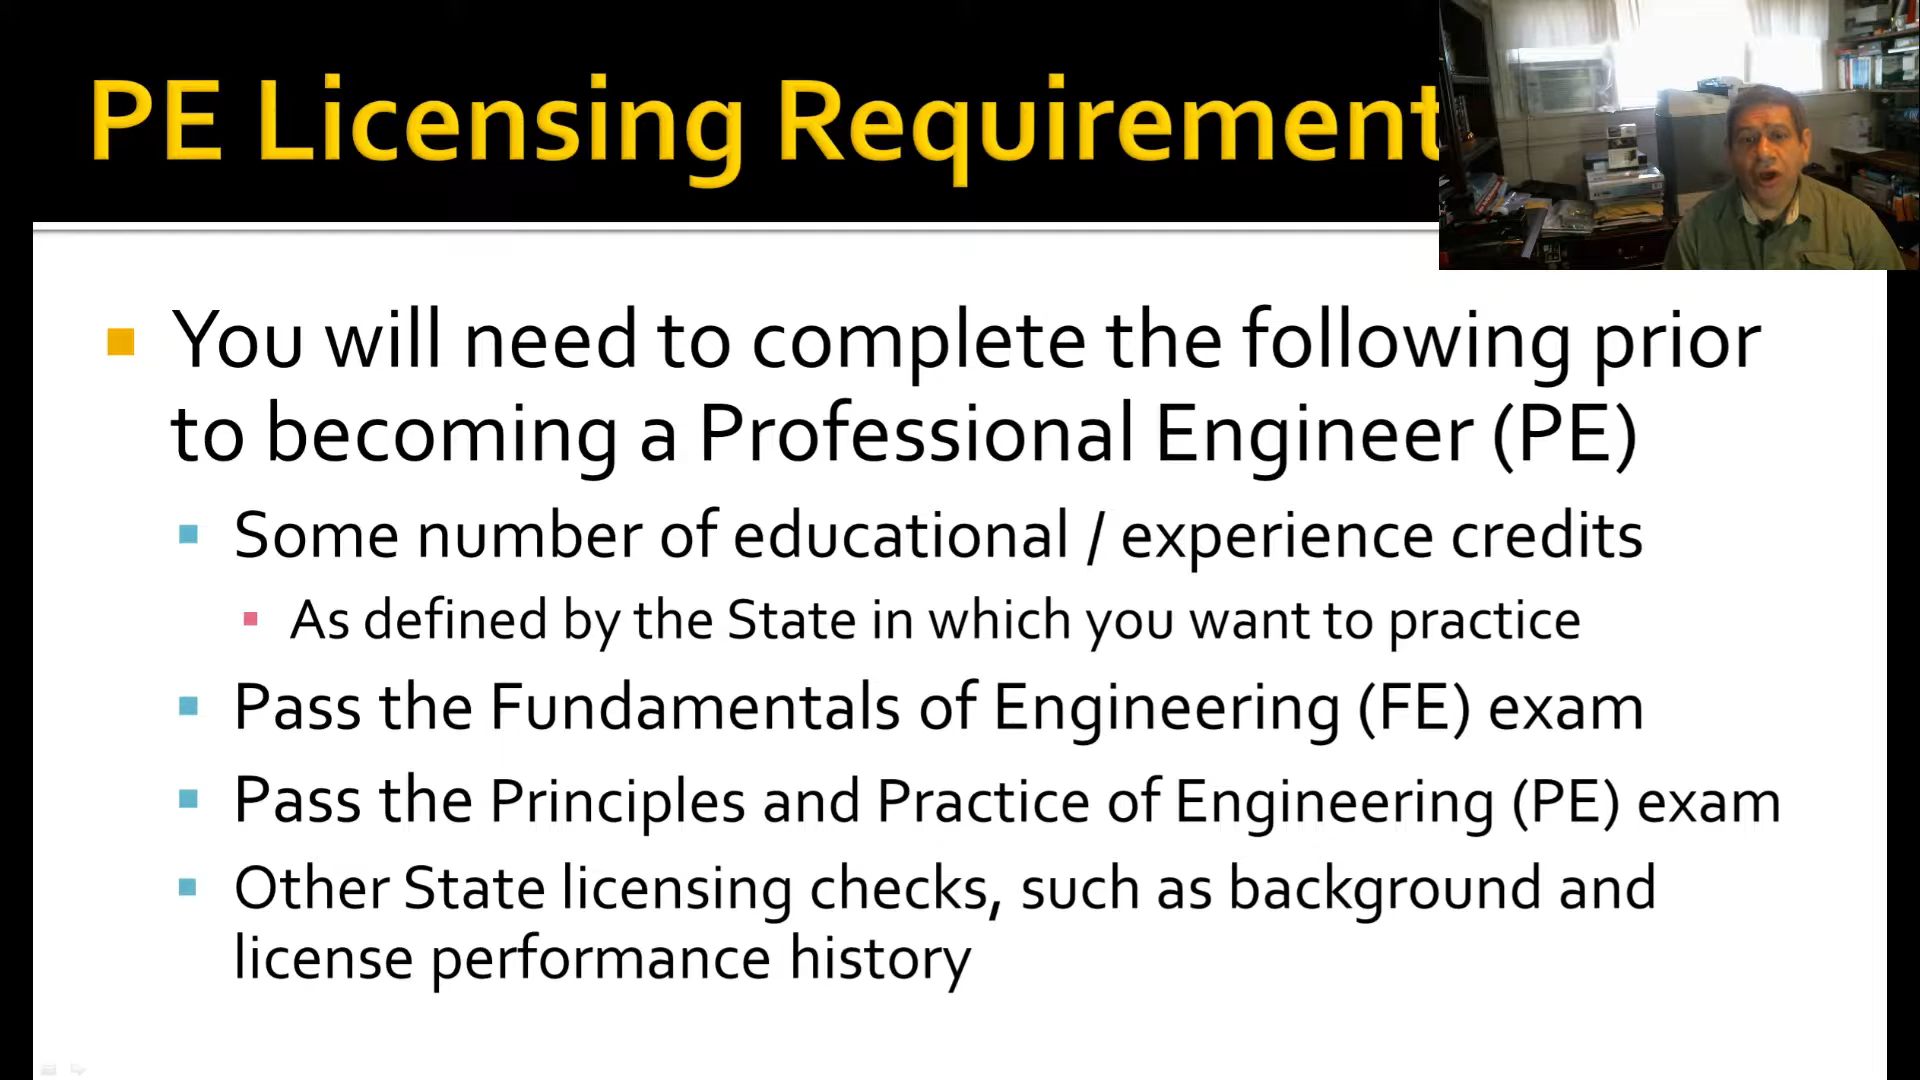 PE Licensing Requirement
You will need to complete the following prior
to becoming a Professional Engineer (PE)
Some number of educational / experience credits
As defined by the State in which you want to practice
Pass the Fundamentals of Engineering (FE) exam
Pass the Principles and Practice of Engineering (PE) exam
Other State licensing checks, such as background and
license performance history